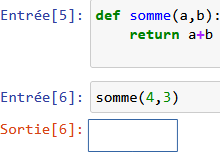 Entrée[5]: def somme(a,b):
return a+b
Entrée[6]: somme(4,3)
Sortie[6]: